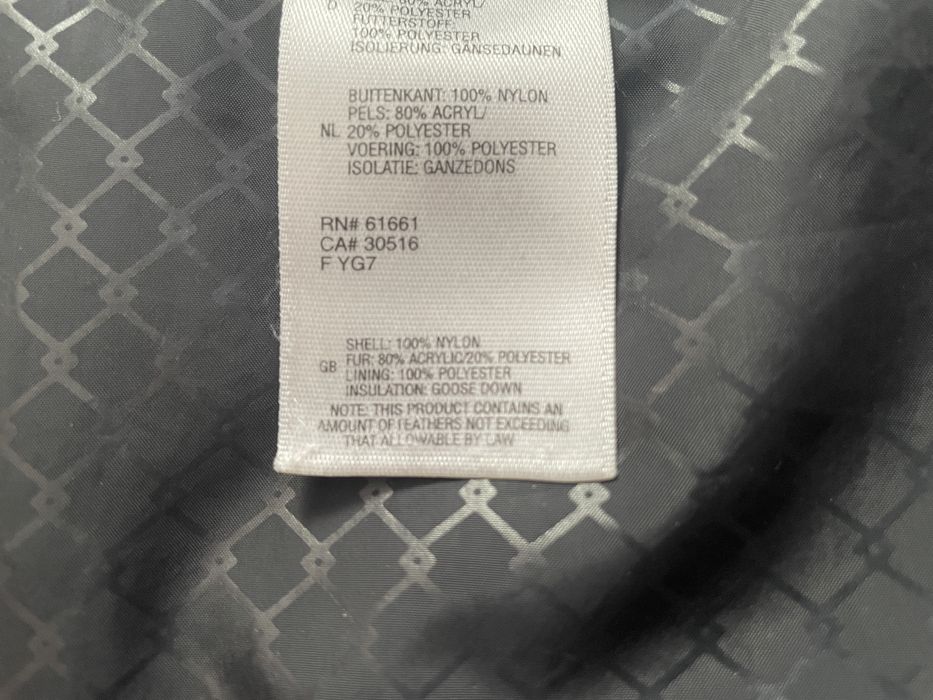 80% ACRYL/
D 20% POLYESTER
FUTTERSTOFF:
100% POLYESTER
ISOLIERUNG: GÄNSEDAUNEN
BUITENKANT: 100% NYLON
PELS: 80% ACRYL/
NL 20% POLYESTER
VOERING: 100% POLYESTER
ISOLATIE: GANZEDONS
RN# 61661
CA# 30516
F YG7
SHELL: 100% NYLON
GB FUR: 80% ACRYLIC/20% POLYESTER
LINING: 100% POLYESTER
INSULATION: GOOSE DOWN
NOTE: THIS PRODUCT CONTAINS AN
AMOUNT OF FEATHERS NOT EXCEEDING
THAT ALLOWABLE BY LAW